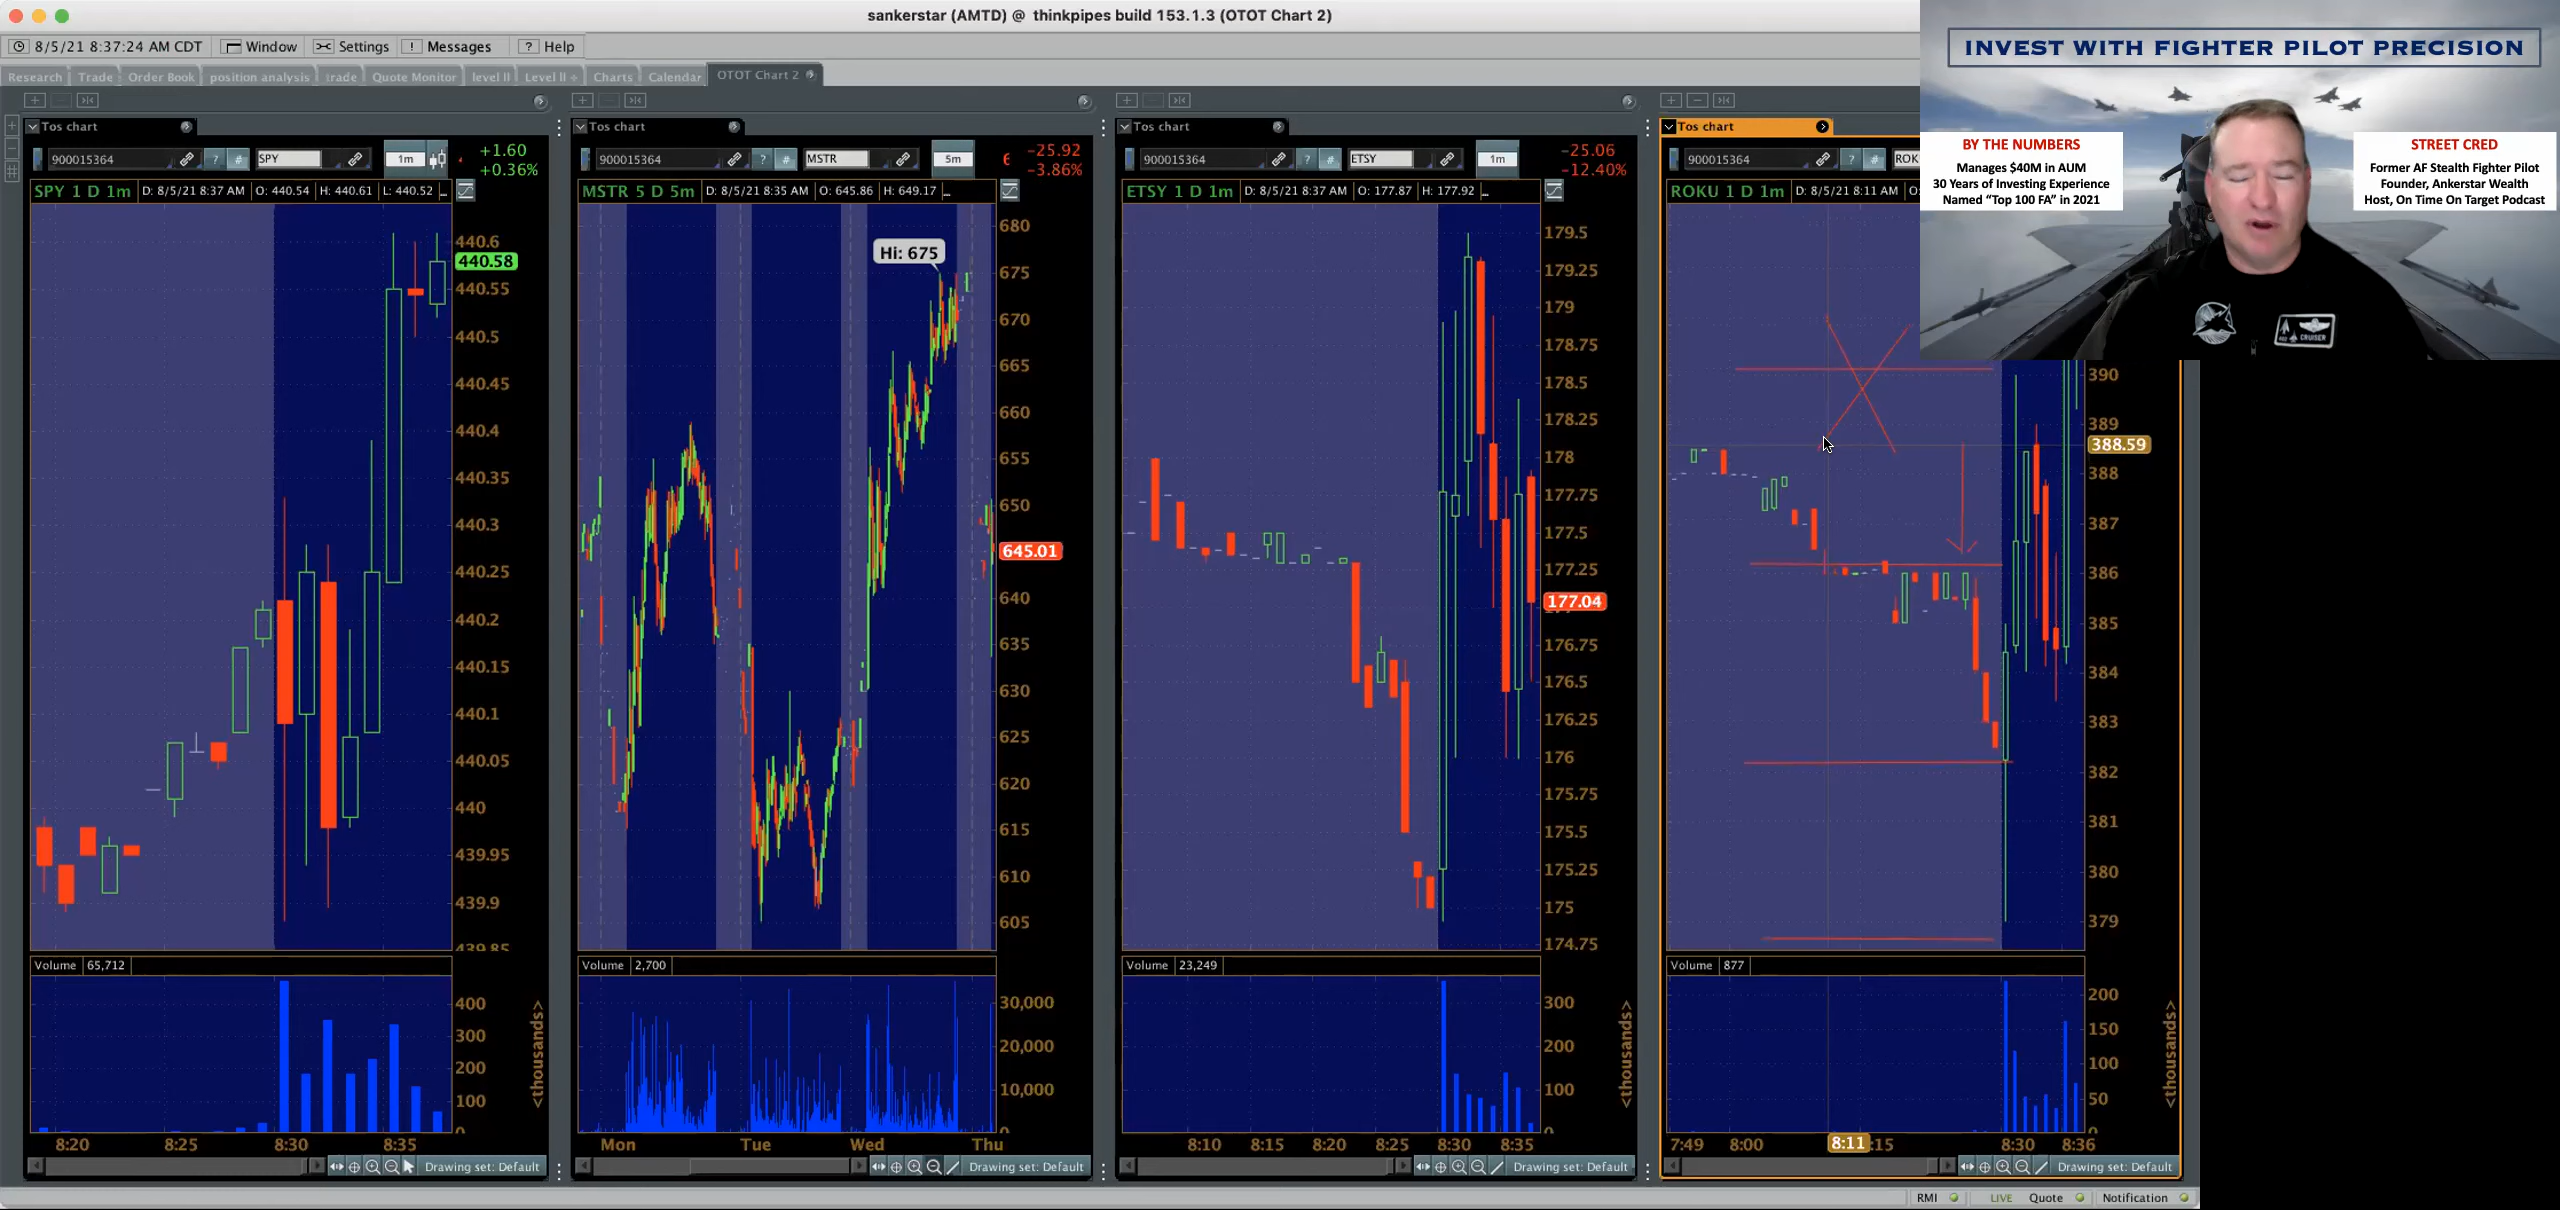 sankerstar (AMTD) @ thinkpipes build 153.1.3 (OTOT Chart 2)
8/5/21 8:37:24 AM CDT Window Settings ! Messages ? Help
Research Trade Order Book position analysis trade Quote Monitor level II Level II + Charts Calendar OTOT Chart 2
INVEST WITH FIGHTER PILOT PRECISION
BY THE NUMBERS
Manages $40M in AUM
30 Years of Investing Experience
Named “Top 100 FA” in 2021
STREET CRED
Former AF Stealth Fighter Pilot
Founder, Ankerstar Wealth
Host, On Time On Target Podcast
CRUISER
Tos chart
900015364 ? # SPY 1m
+1.60
+0.36%
SPY 1 D 1m D: 8/5/21 8:37 AM O: 440.54 H: 440.61 L: 440.52 ...
440.6
440.58
440.55
440.5
440.45
440.4
440.35
440.3
440.25
440.2
440.15
440.1
440.05
440
439.95
439.9
439.85
Volume 65,712
400
300
200
100
0
<thousands>
8:20 8:25 8:30 8:35
Drawing set: Default
Tos chart
900015364 ? # MSTR 5m
-25.92
-3.86%
MSTR 5 D 5m D: 8/5/21 8:35 AM O: 645.86 H: 649.17 ...
Hi: 675
680
675
670
665
660
655
650
645.01
640
635
630
625
620
615
610
605
Volume 2,700
30,000
20,000
10,000
0
Mon Tue Wed Thu
Drawing set: Default
Tos chart
900015364 ? # ETSY 1m
-25.06
-12.40%
ETSY 1 D 1m D: 8/5/21 8:37 AM O: 177.87 H: 177.92 ...
179.5
179.25
179
178.75
178.5
178.25
178
177.75
177.5
177.25
177.04
176.75
176.5
176.25
176
175.75
175.5
175.25
175
174.75
Volume 23,249
300
200
100
0
<thousands>
8:10 8:15 8:20 8:25 8:30 8:35
Drawing set: Default
Tos chart
900015364 ? # ROK
ROKU 1 D 1m D: 8/5/21 8:11 AM O
390
389
388.59
388
387
386
385
384
383
382
381
380
379
Volume 877
200
150
100
50
0
<thousands>
7:49 8:00 8:11 :15 8:30 8:36
Drawing set: Default
RMI LIVE Quote Notification